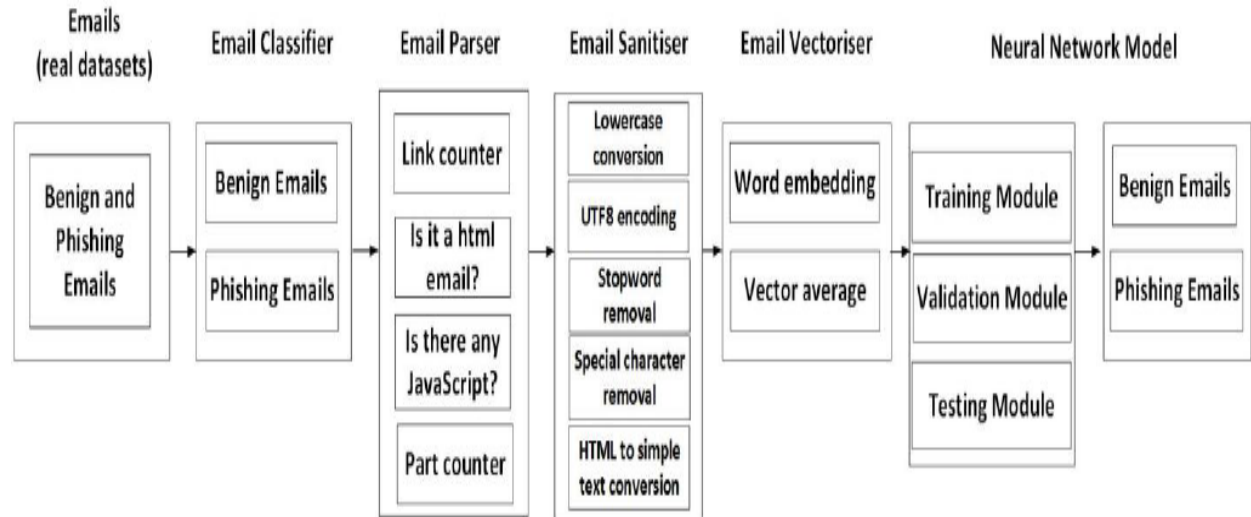 Emails
(real datasets)
Email Classifier
Email Parser
Email Sanitiser
Email Vectoriser
Neural Network Model
Benign and
Phishing
Emails
Benign Emails
Phishing Emails
Link counter
Is it a html
email?
Is there any
JavaScript?
Part counter
Lowercase
conversion
UTF8 encoding
Stopword
removal
Special character
removal
HTML to simple
text conversion
Word embedding
Vector average
Training Module
Validation Module
Testing Module
Benign Emails
Phishing Emails